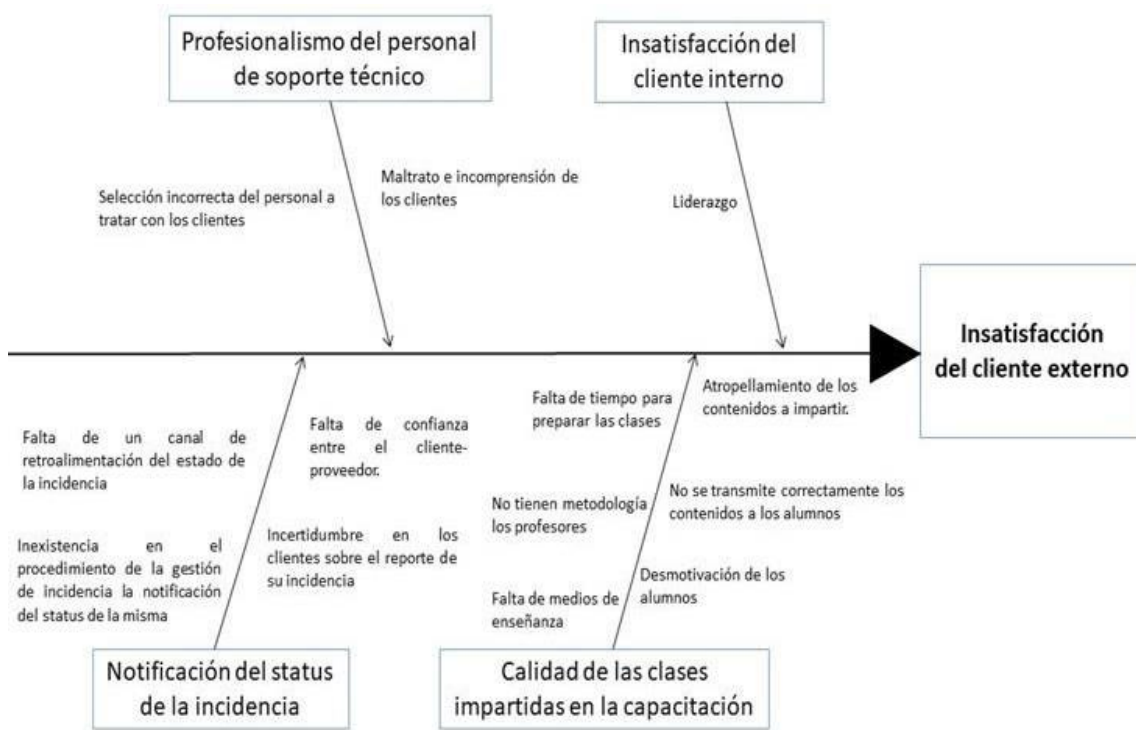 Profesionalismo del personal
de soporte técnico
Insatisfacción del
cliente interno
Selección incorrecta del personal a
tratar con los clientes
Maltrato e incomprensión de
los clientes
Liderazgo
Insatisfacción
del cliente externo
Falta de un canal de
retroalimentación del estado de
la incidencia
Inexistencia en el
procedimiento de la gestión
de incidencia la notificación
del status de la misma
Falta de confianza
entre el cliente-
proveedor.
Incertidumbre en los
clientes sobre el reporte de
su incidencia
Falta de tiempo para
preparar las clases
No tienen metodología
los profesores
Falta de medios de
enseñanza
Atropellamiento de los
contenidos a impartir.
No se transmite correctamente los
contenidos a los alumnos
Desmotivación de los
alumnos
Notificación del status
de la incidencia
Calidad de las clases
impartidas en la capacitación